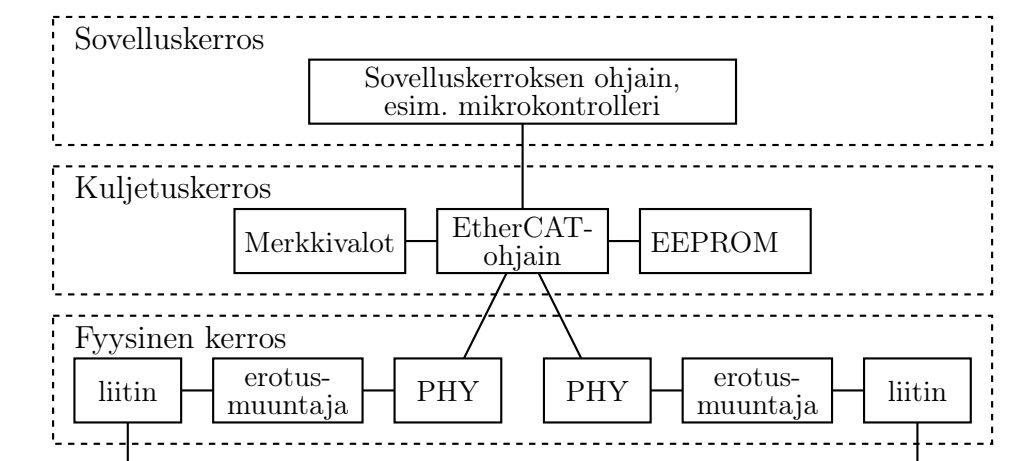 Sovelluskerros
Sovelluskerroksen ohjain,
esim. mikrokontrolleri
Kuljetuskerros
Merkkivalot
EtherCAT-
ohjain
EEPROM
Fyysinen kerros
liitin
erotus-
muuntaja
PHY
PHY
erotus-
muuntaja
liitin